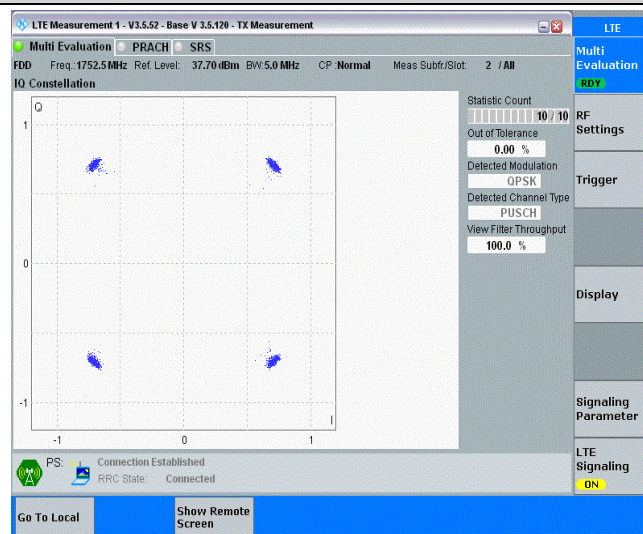 LTE Measurement 1 - V3.5.52 - Base V 3.5.120 - TX Measurement
LTE
Multi Evaluation PRACH SRS
Multi
Evaluation
RDY
FDD Freq.:1752.5 MHz Ref. Level: 37.70 dBm BW:5.0 MHz CP :Normal Meas Subfr./Slot: 2 / All
IQ Constellation
Q
1
0
-1
-1 0 1
I
Statistic Count
10 / 10
Out of Tolerance
0.00 %
Detected Modulation
QPSK
Detected Channel Type
PUSCH
View Filter Throughput
100.0 %
RF
Settings
Trigger
Display
Signaling
Parameter
LTE
Signaling
ON
PS: Connection Established
RRC State: Connected
Go To Local
Show Remote
Screen